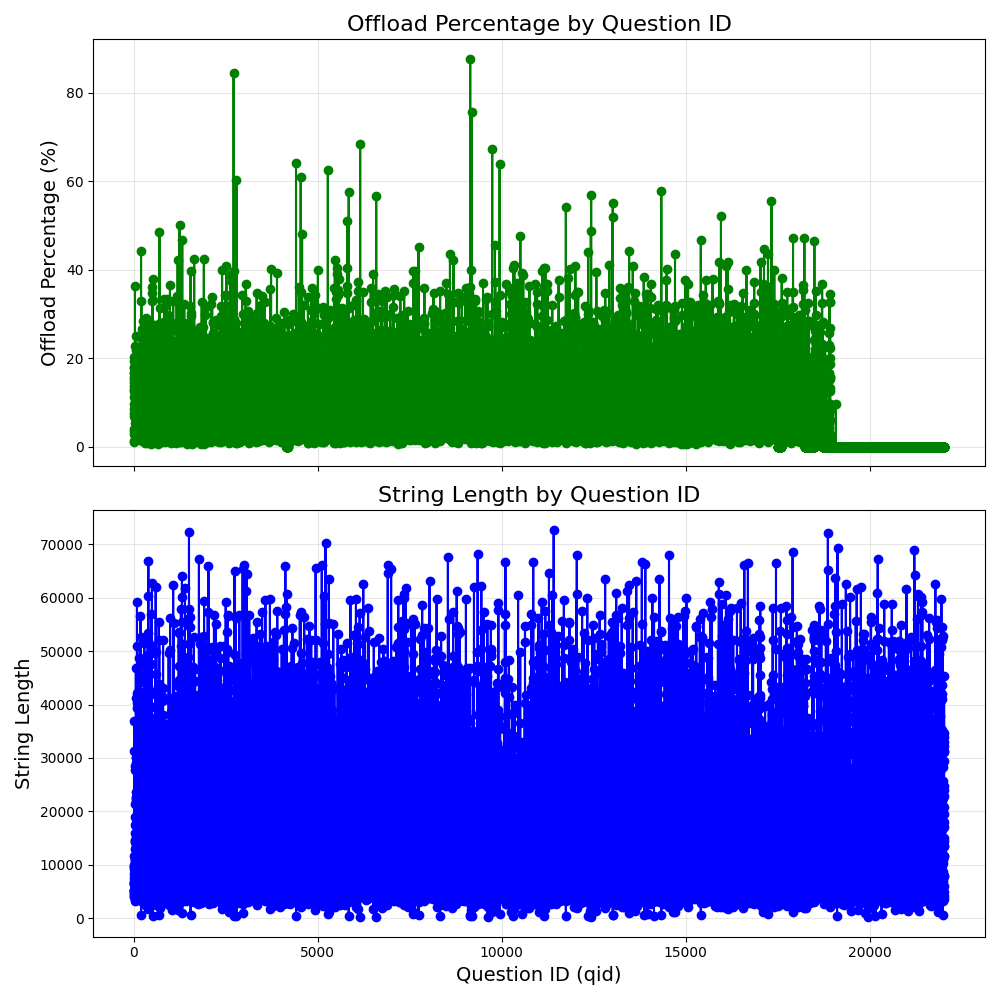 Offload Percentage by Question ID
Offload Percentage (%)
80
60
40
20
0
String Length by Question ID
String Length
70000
60000
50000
40000
30000
20000
10000
0
0 5000 10000 15000 20000
Question ID (qid)